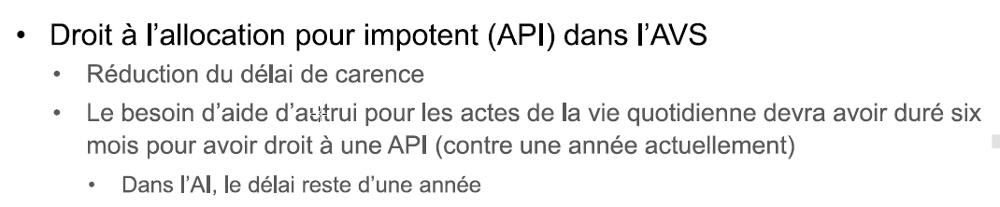 • Droit à l’allocation pour impotent (API) dans l’AVS
• Réduction du délai de carence
• Le besoin d’aide d’autrui pour les actes de la vie quotidienne devra avoir duré six
mois pour avoir droit à une API (contre une année actuellement)
• Dans l’AI, le délai reste d’une année